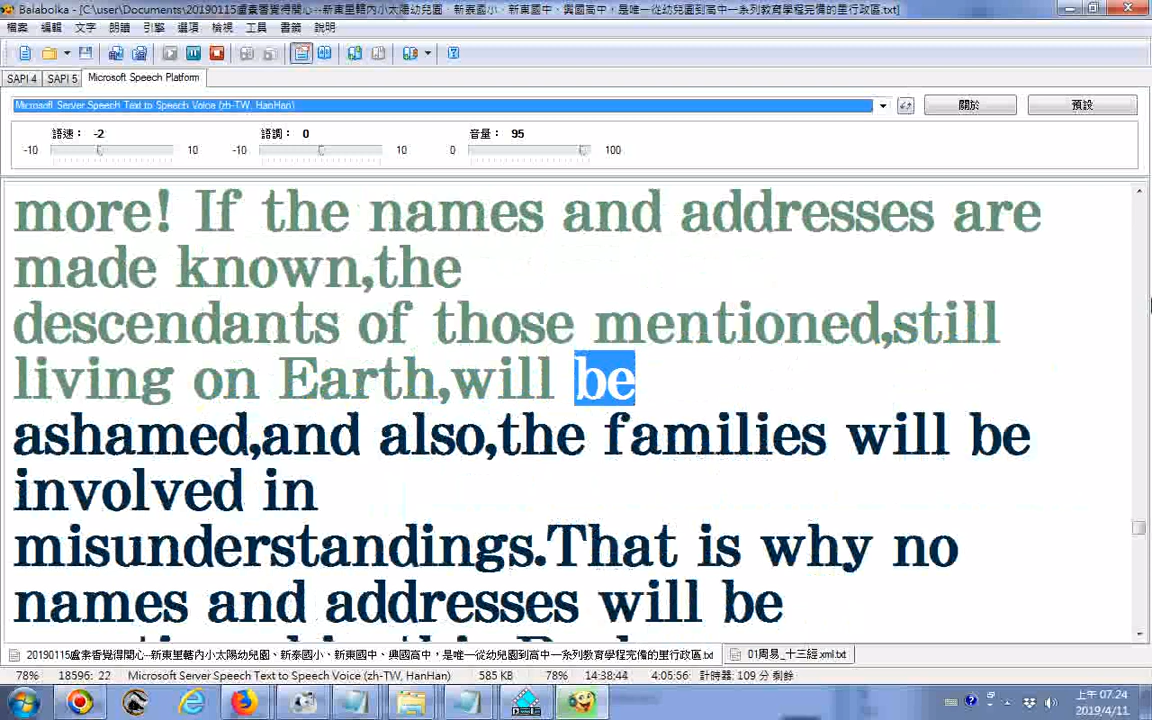 Balabolka - [C:\user\Documents\20190115盧素香覺得開心--新東里轄內小太陽幼兒園、新泰國小、新東國中、興國高中，是唯一從幼兒園到高中一系列教育學程完備的里行政區.txt]
檔案 編輯 文字 朗讀 引擎 選項 檢視 工具 書籤 說明
SAPI 4 SAPI 5 Microsoft Speech Platform
Microsoft Server Speech Text to Speech Voice (zh-TW, HanHan) 關於 預設
語速： -2 語調： 0 音量： 95
-10 10 -10 10 0 100
more! If the names and addresses are
made known,the
descendants of those mentioned,still
living on Earth,will be
ashamed,and also,the families will be
involved in
misunderstandings.That is why no
names and addresses will be
20190115盧素香覺得開心--新東里轄內小太陽幼兒園、新泰國小、新東國中、興國高中，是唯一從幼兒園到高中一系列教育學程完備的里行政區.txt 01周易_十三經.xml.txt
78% 18596: 22 Microsoft Server Speech Text to Speech Voice (zh-TW, HanHan) 585 KB 78% 14:38:44 4:05:56 計時器: 109 分 剩餘
上午 07:24
2019/4/11